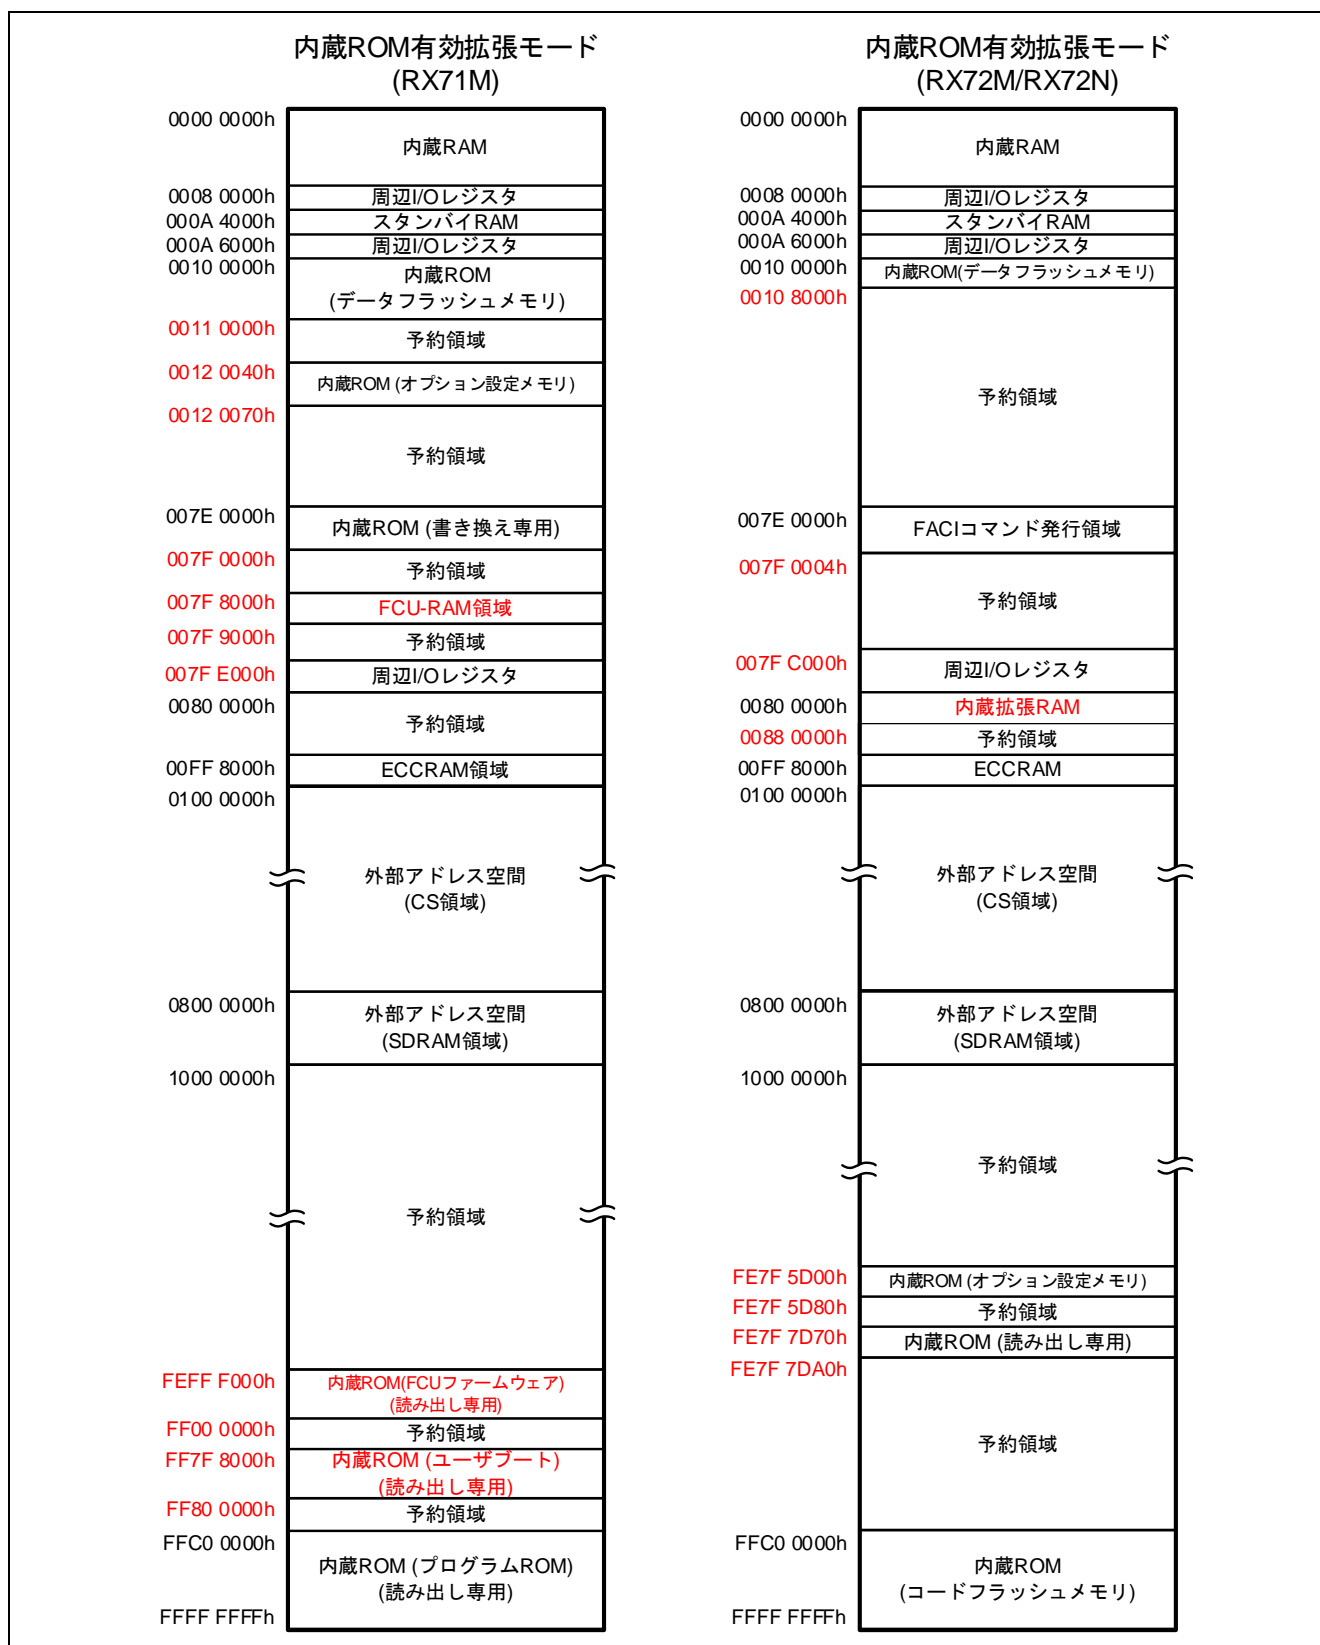 内蔵ROM有効拡張モード
(RX71M)
0000 0000h
内蔵RAM
0008 0000h
周辺I/Oレジスタ
000A 4000h
スタンバイRAM
000A 6000h
周辺I/Oレジスタ
0010 0000h
内蔵ROM
(データフラッシュメモリ)
0011 0000h
予約領域
0012 0040h
内蔵ROM (オプション設定メモリ)
0012 0070h
予約領域
007E 0000h
内蔵ROM (書き換え専用)
007F 0000h
予約領域
007F 8000h
FCU-RAM領域
007F 9000h
予約領域
007F E000h
周辺I/Oレジスタ
0080 0000h
予約領域
00FF 8000h
ECCRAM領域
0100 0000h
外部アドレス空間
(CS領域)
0800 0000h
外部アドレス空間
(SDRAM領域)
1000 0000h
予約領域
FEFF F000h
内蔵ROM(FCUファームウェア)
(読み出し専用)
FF00 0000h
予約領域
FF7F 8000h
内蔵ROM (ユーザブート)
(読み出し専用)
FF80 0000h
予約領域
FFC0 0000h
内蔵ROM (プログラムROM)
(読み出し専用)
FFFF FFFFh
内蔵ROM有効拡張モード
(RX72M/RX72N)
0000 0000h
内蔵RAM
0008 0000h
周辺I/Oレジスタ
000A 4000h
スタンバイRAM
000A 6000h
周辺I/Oレジスタ
0010 0000h
内蔵ROM(データフラッシュメモリ)
0010 8000h
予約領域
007E 0000h
FACIコマンド発行領域
007F 0004h
予約領域
007F C000h
周辺I/Oレジスタ
0080 0000h
内蔵拡張RAM
0088 0000h
予約領域
00FF 8000h
ECCRAM
0100 0000h
外部アドレス空間
(CS領域)
0800 0000h
外部アドレス空間
(SDRAM領域)
1000 0000h
予約領域
FE7F 5D00h
内蔵ROM (オプション設定メモリ)
FE7F 5D80h
予約領域
FE7F 7D70h
内蔵ROM (読み出し専用)
FE7F 7DA0h
予約領域
FFC0 0000h
内蔵ROM
(コードフラッシュメモリ)
FFFF FFFFh